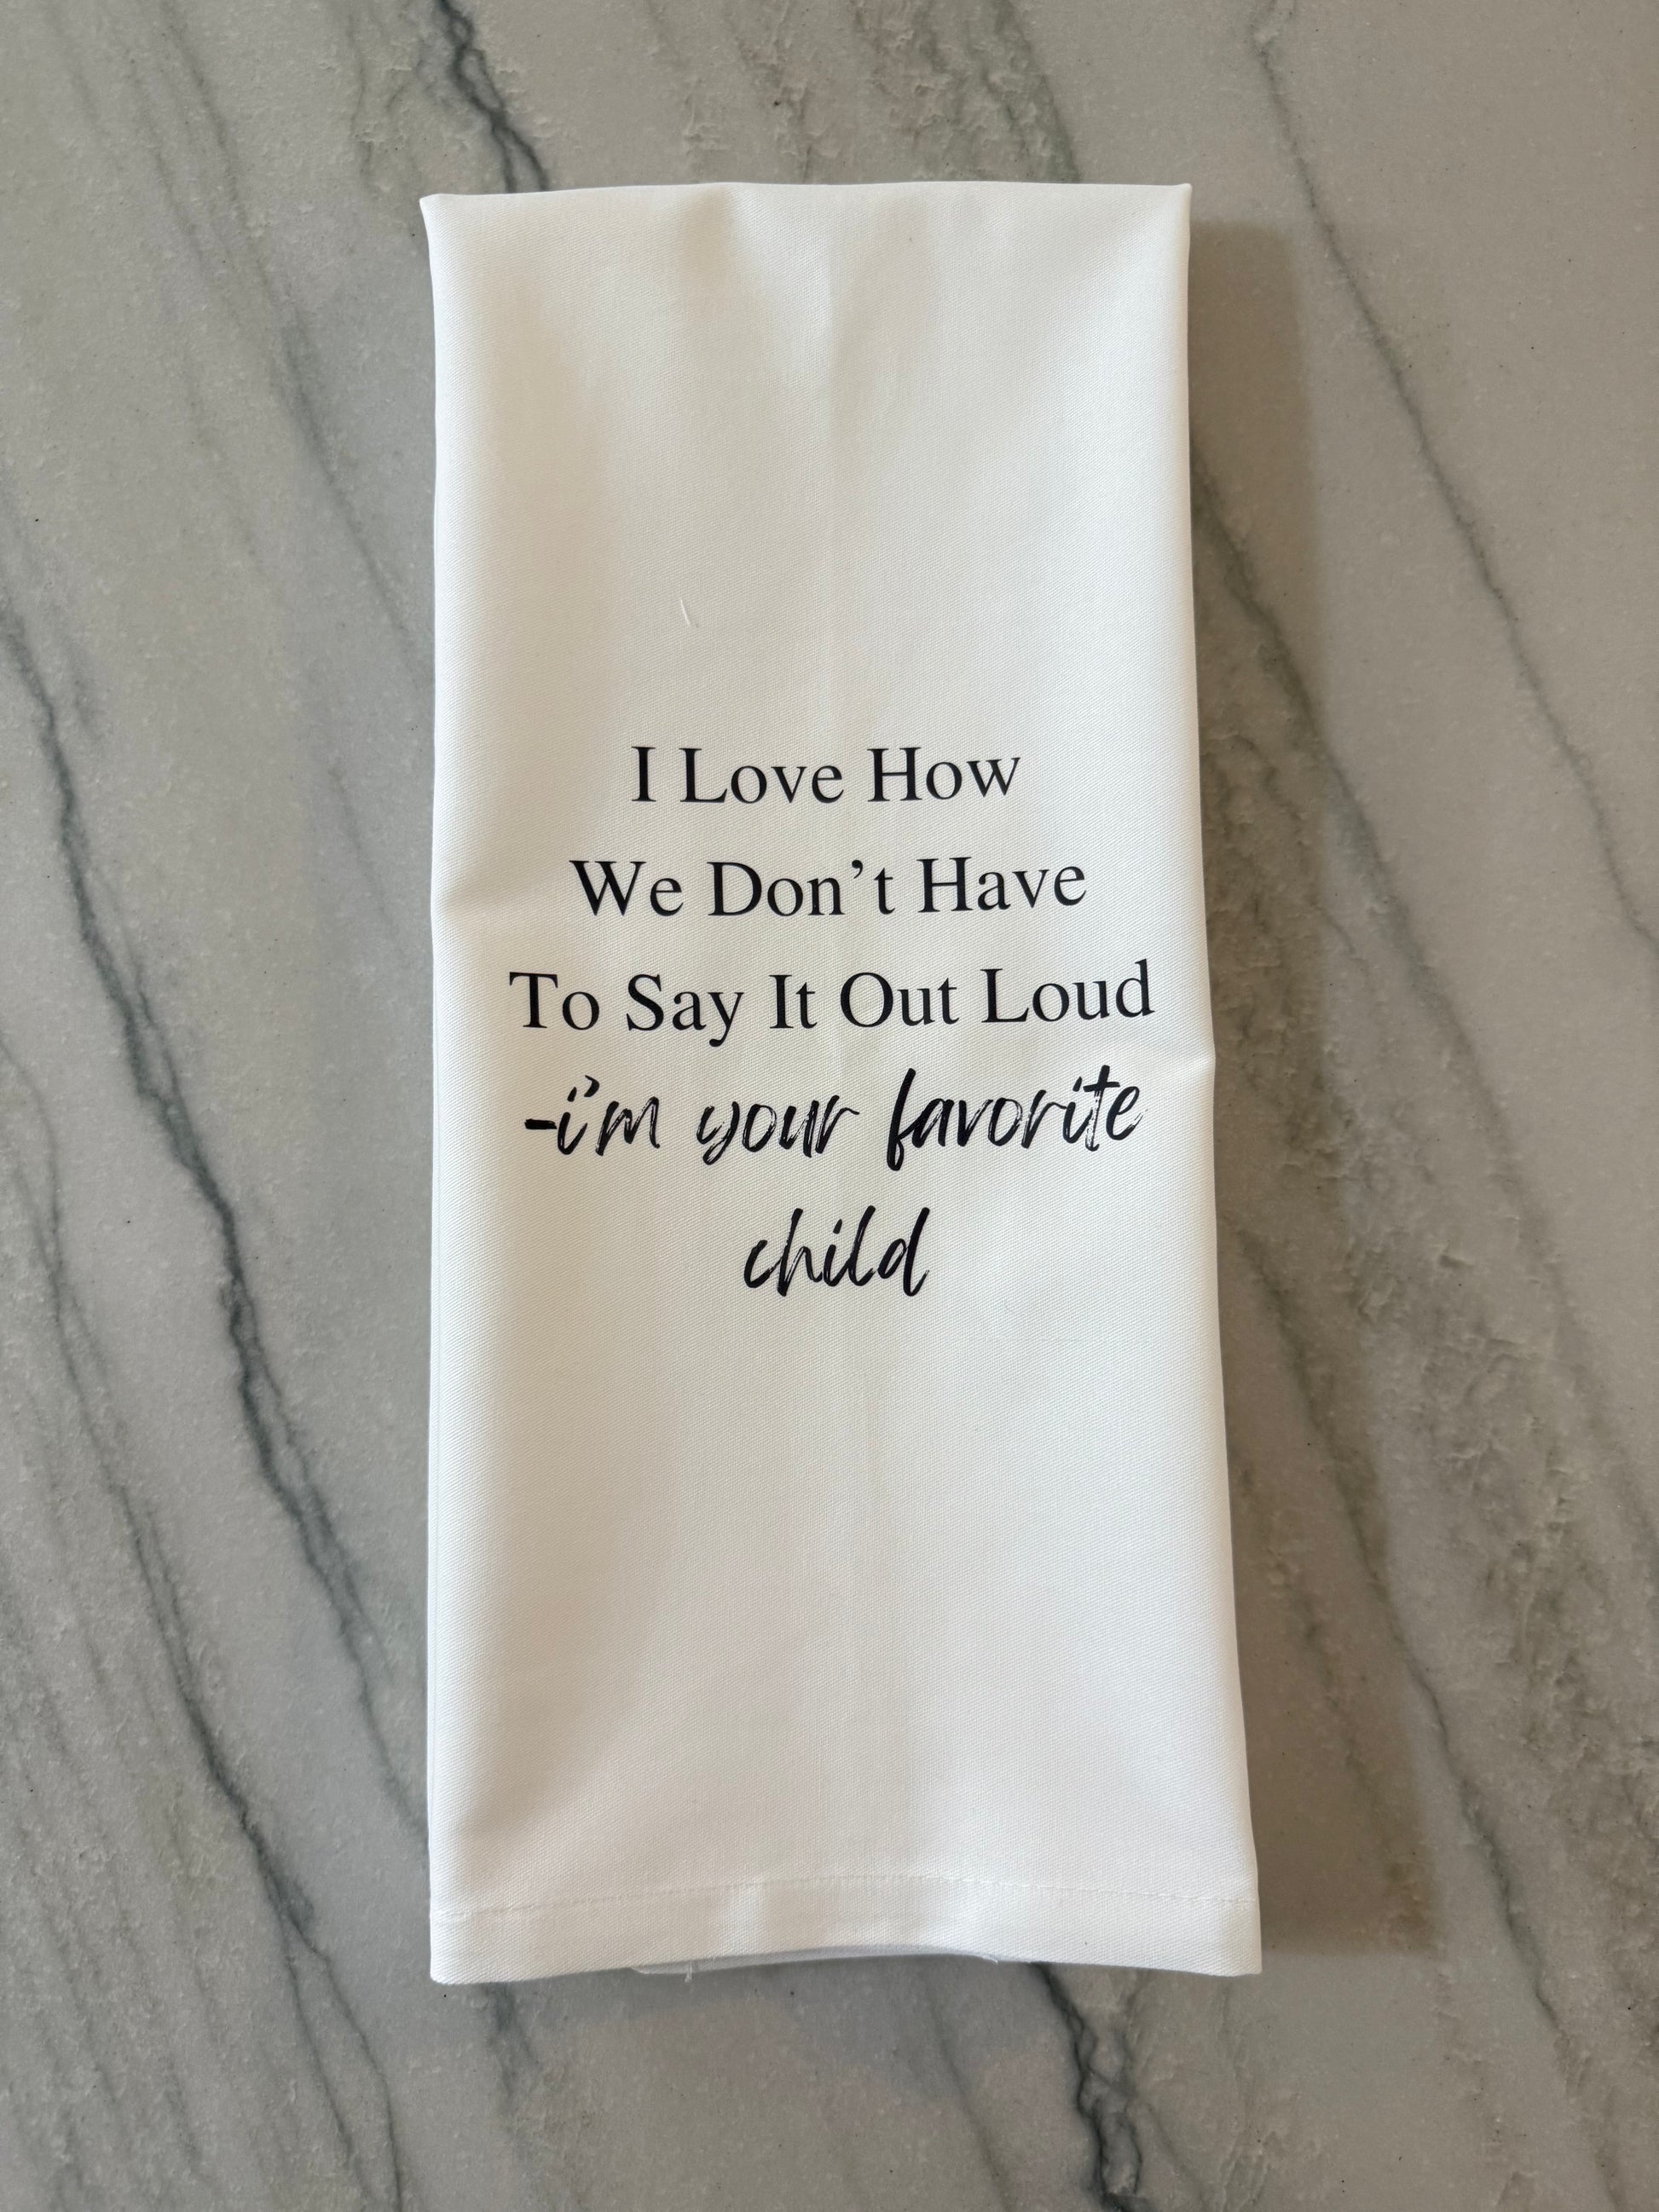 I Love How
We Don’t Have
To Say It Out Loud
-i'm your favorite
child